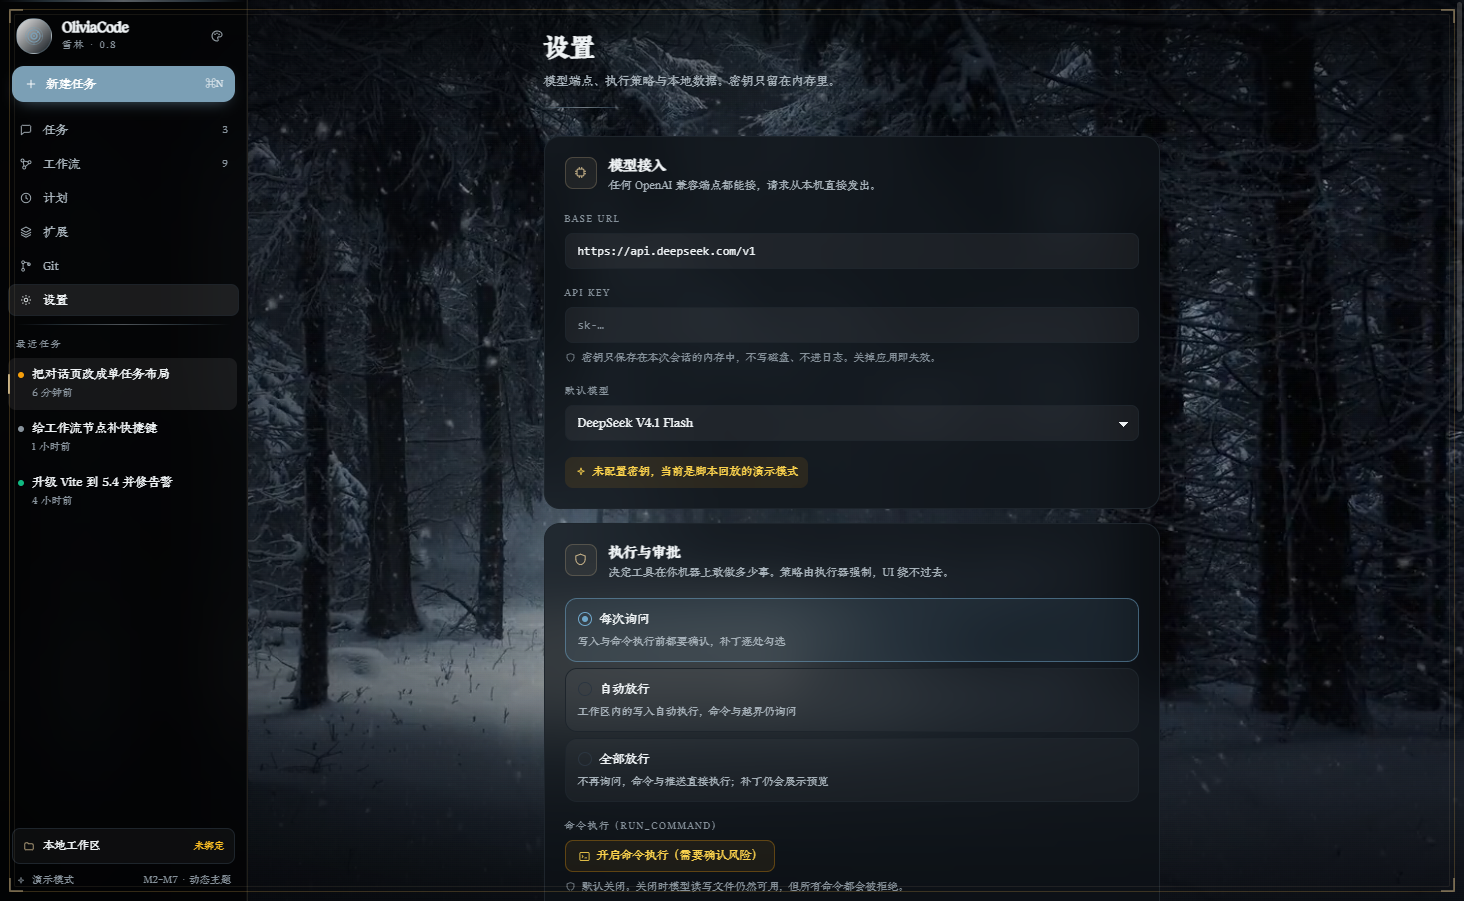 OliviaCode
雪林 · 0.8
新建任务
⌘N
任务
3
工作流
9
计划
扩展
Git
设置
最近任务
把对话页改成单任务布局
6 分钟前
给工作流节点补快捷键
1 小时前
升级 Vite 到 5.4 并修告警
4 小时前
本地工作区
未绑定
演示模式
M2–M7 · 动态主题
设置
模型端点、执行策略与本地数据。密钥只留在内存里。
模型接入
任何 OpenAI 兼容端点都能接，请求从本机直接发出。
BASE URL
https://api.deepseek.com/v1
API KEY
sk-…
密钥只保存在本次会话的内存中，不写磁盘、不进日志。关掉应用即失效。
默认模型
DeepSeek V4.1 Flash
未配置密钥，当前是脚本回放的演示模式
执行与审批
决定工具在你机器上敢做多少事。策略由执行器强制，UI 绕不过去。
每次询问
写入与命令执行前都要确认，补丁逐处勾选
自动放行
工作区内的写入自动执行，命令与越界仍询问
全部放行
不再询问，命令与推送直接执行；补丁仍会展示预览
命令执行（RUN_COMMAND）
开启命令执行（需要确认风险）
默认关闭。关闭时模型读写文件仍然可用，但所有命令都会被拒绝。